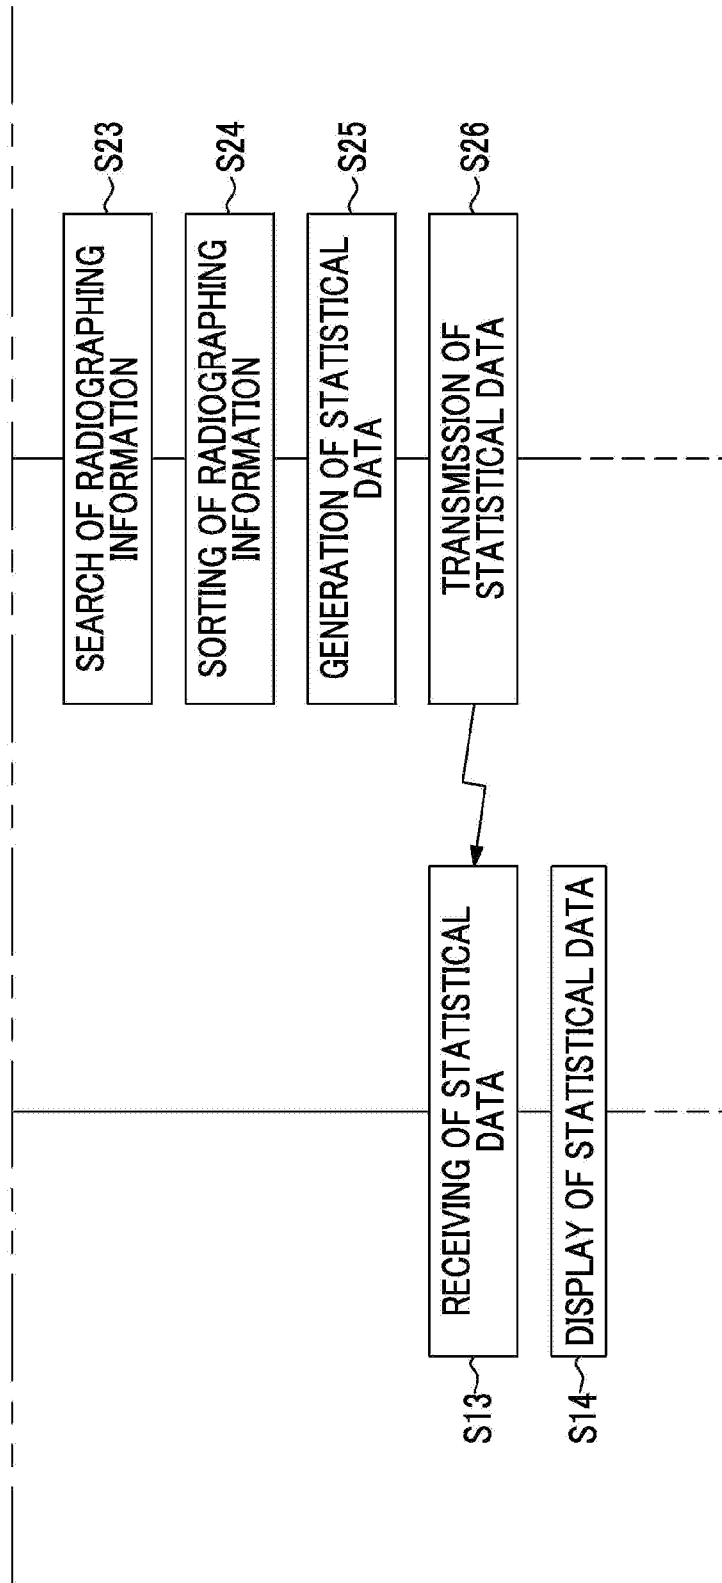 SEARCH OF RADIOGRAPHING
INFORMATION
S23
SORTING OF RADIOGRAPHING
INFORMATION
S24
GENERATION OF STATISTICAL
DATA
S25
TRANSMISSION OF
STATISTICAL DATA
S26
S13
RECEIVING OF STATISTICAL
DATA
S14
DISPLAY OF STATISTICAL DATA